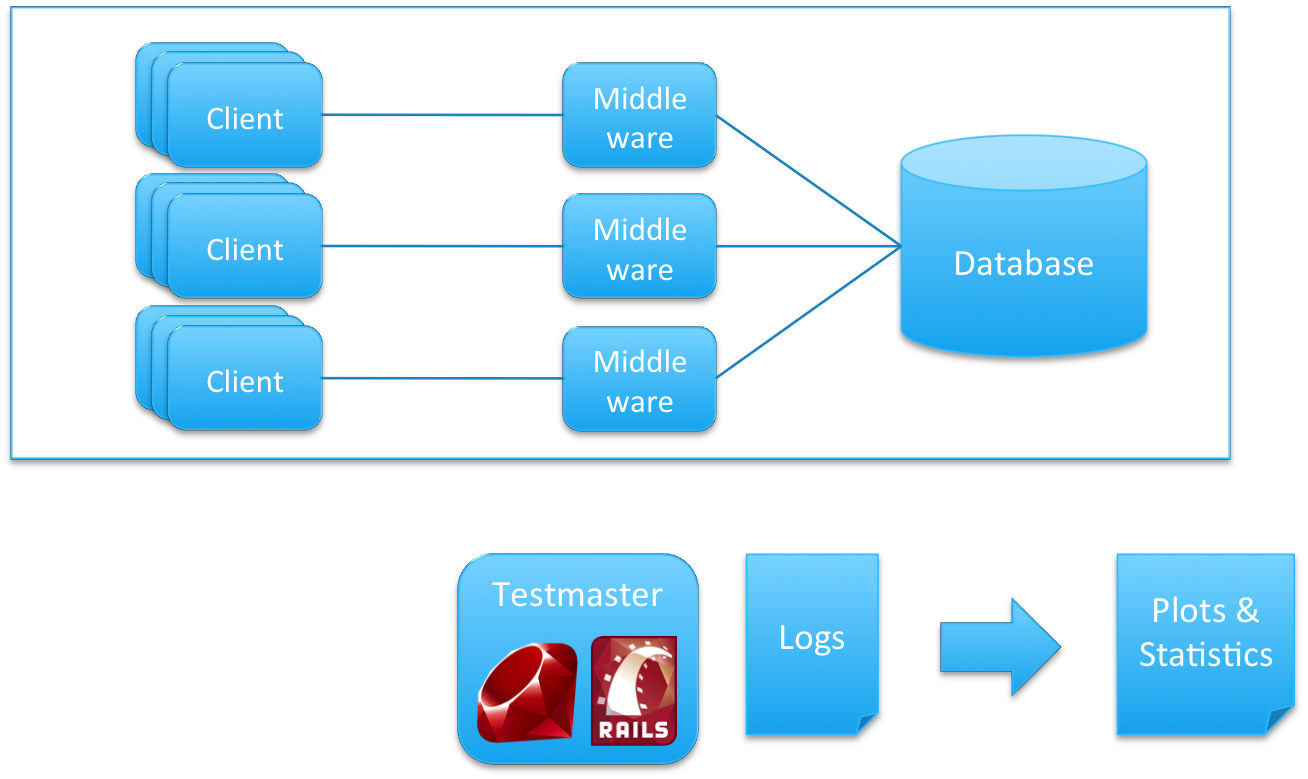 Client
Middle
ware
Client
Middle
ware
Database
Client
Middle
ware
Testmaster
RAILS
Logs
Plots &
Statistics